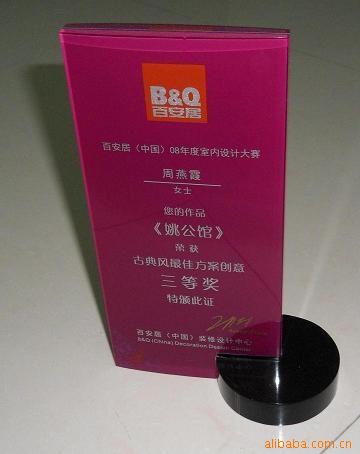 B&Q
百安居
百安居（中国）08年度室内设计大赛
周燕霞
女士
您的作品
《姚公馆》
荣获
古典风最佳方案创意
三等奖
特颁此证
百安居（中国）装修设计中心
B&Q (China) Decoration Design Center
alibaba.com.cn